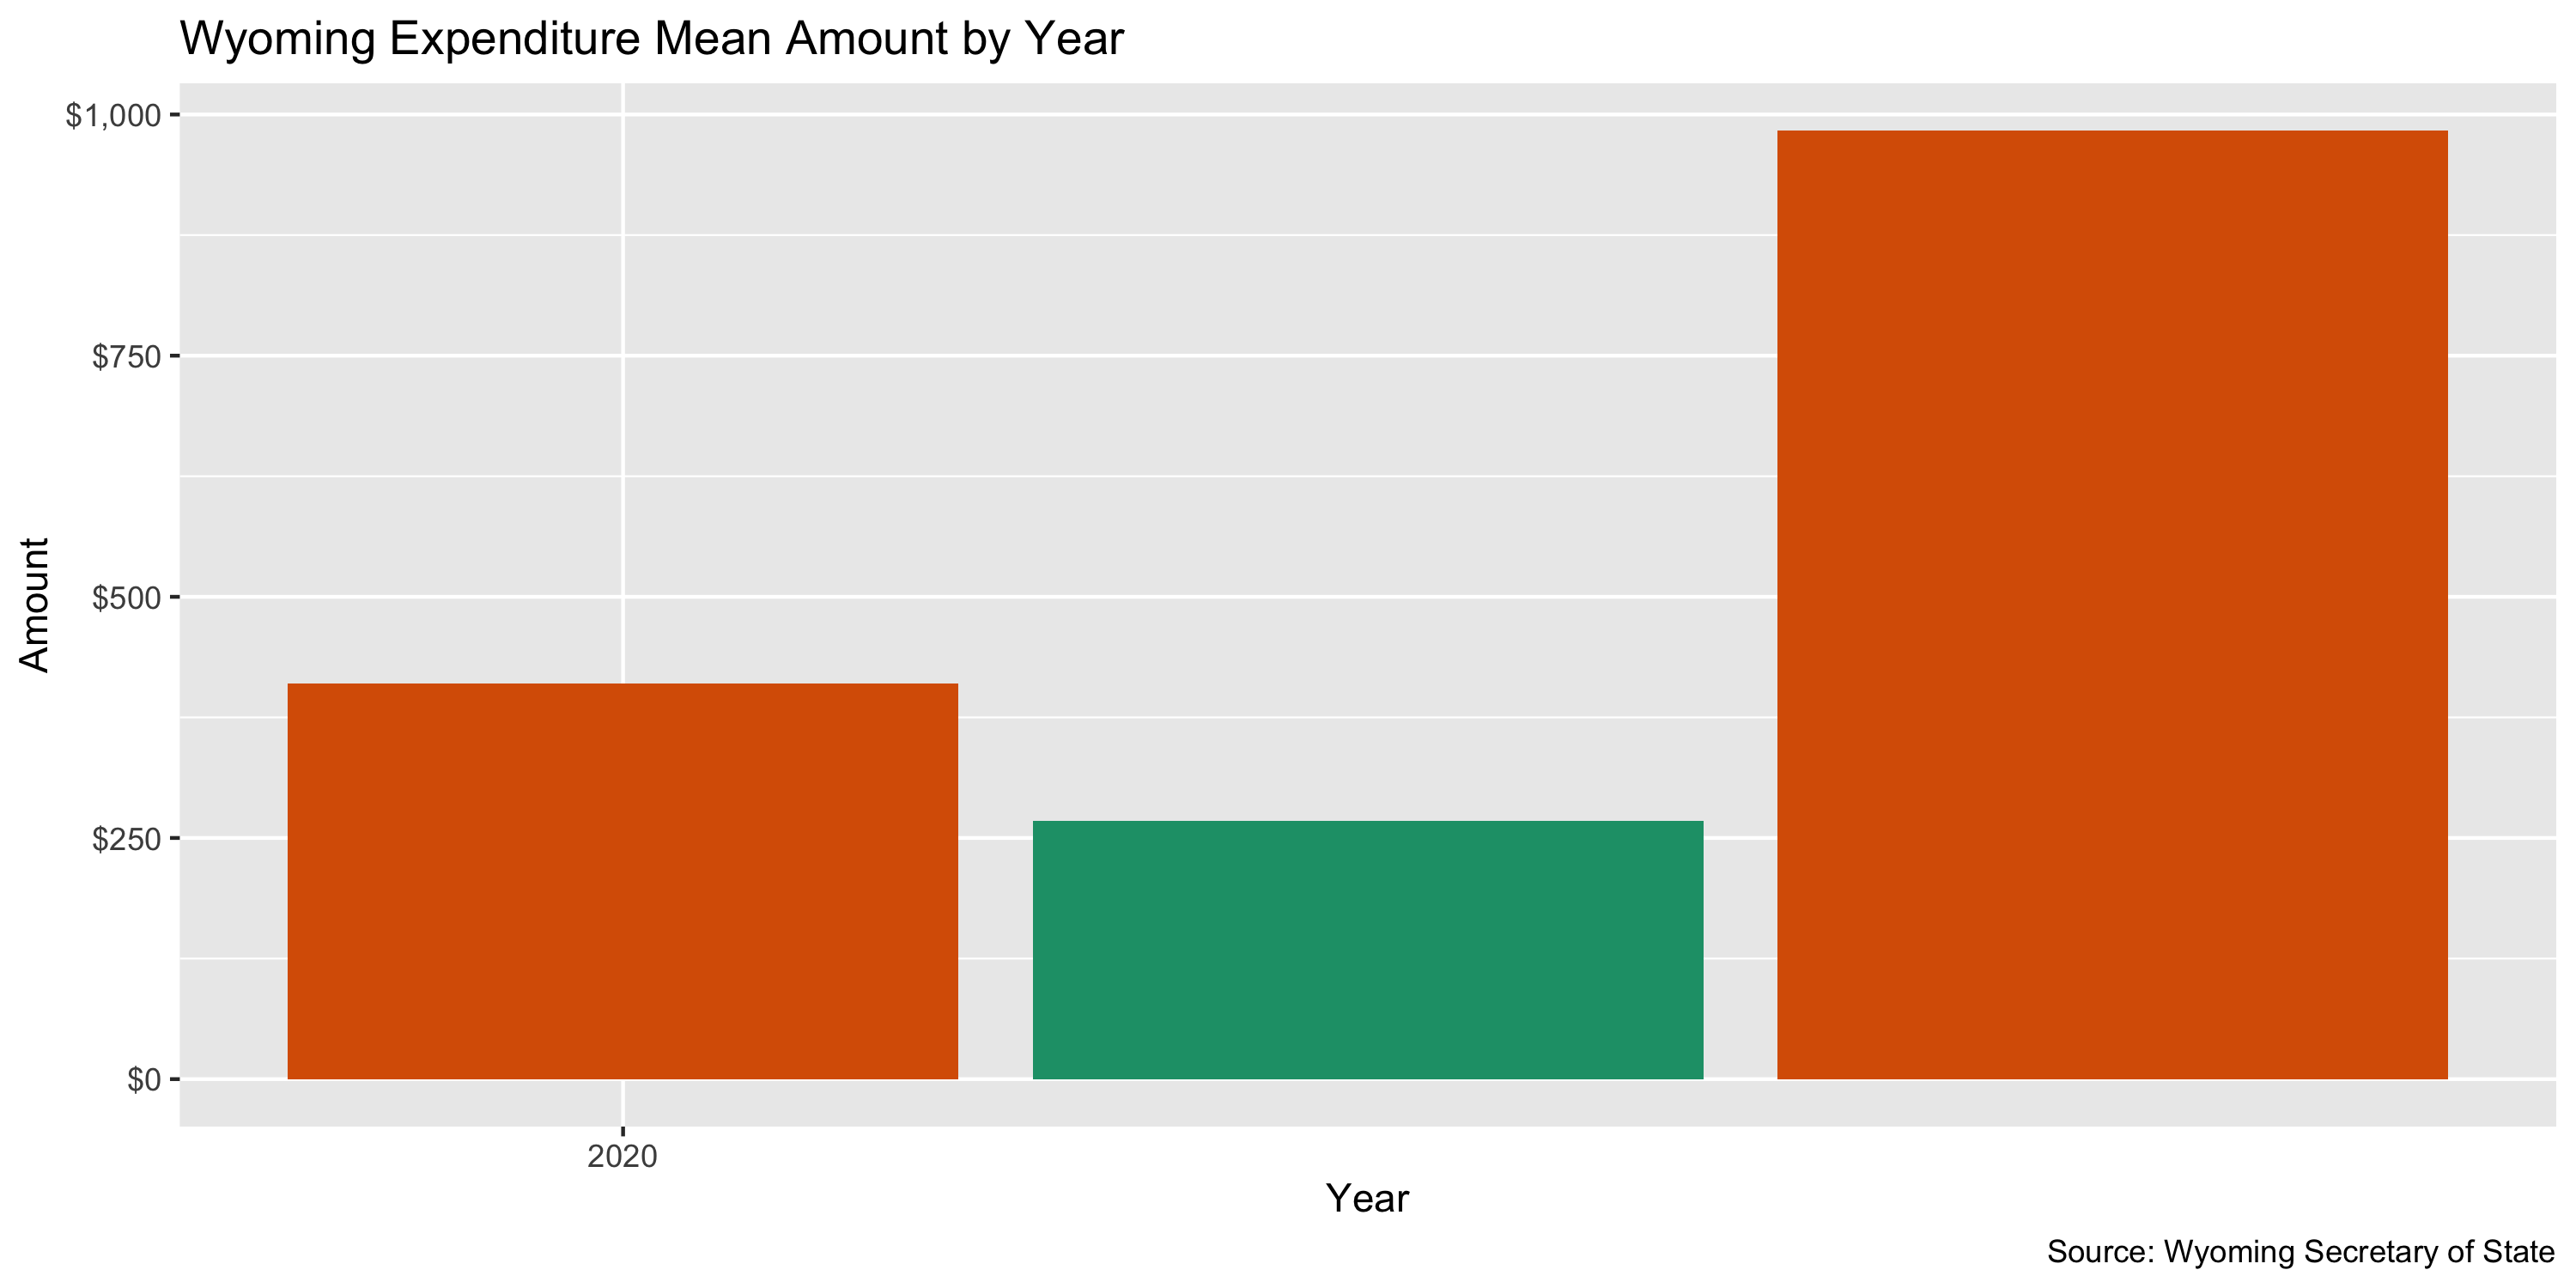 Wyoming Expenditure Mean Amount by Year
$1,000
$750
$500
$250
$0
Amount
2020
Year
Source: Wyoming Secretary of State